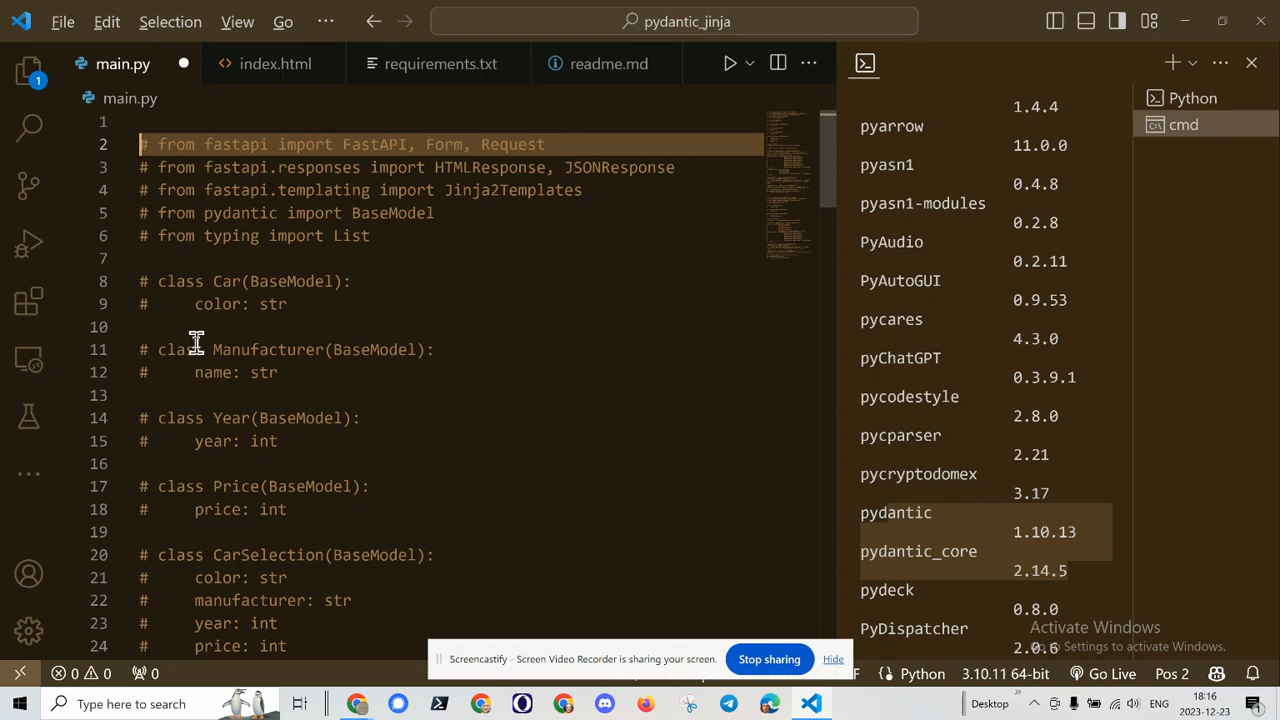 File Edit Selection View Go ··· pydantic_jinja
main.py index.html requirements.txt readme.md
main.py
1
2 # from fastapi import FastAPI, Form, Request
3 # from fastapi.responses import HTMLResponse, JSONResponse
4 # from fastapi.templating import Jinja2Templates
5 # from pydantic import BaseModel
6 # from typing import List
7
8 # class Car(BaseModel):
9 #     color: str
10
11 # class Manufacturer(BaseModel):
12 #     name: str
13
14 # class Year(BaseModel):
15 #     year: int
16
17 # class Price(BaseModel):
18 #     price: int
19
20 # class CarSelection(BaseModel):
21 #     color: str
22 #     manufacturer: str
23 #     year: int
24 #     price: int
1
1.4.4
pyarrow
11.0.0
pyasn1
0.4.8
pyasn1-modules
0.2.8
PyAudio
0.2.11
PyAutoGUI
0.9.53
pycares
4.3.0
pyChatGPT
0.3.9.1
pycodestyle
2.8.0
pycparser
2.21
pycryptodomex
3.17
pydantic
1.10.13
pydantic_core
2.14.5
pydeck
0.8.0
PyDispatcher
2.0.6
Python
cmd
Activate Windows
Go to Settings to activate Windows.
Screencastify - Screen Video Recorder is sharing your screen. Stop sharing Hide
0 0 0 F Python 3.10.11 64-bit Go Live Pos 2
Type here to search Desktop ENG 18:16
2023-12-23 1